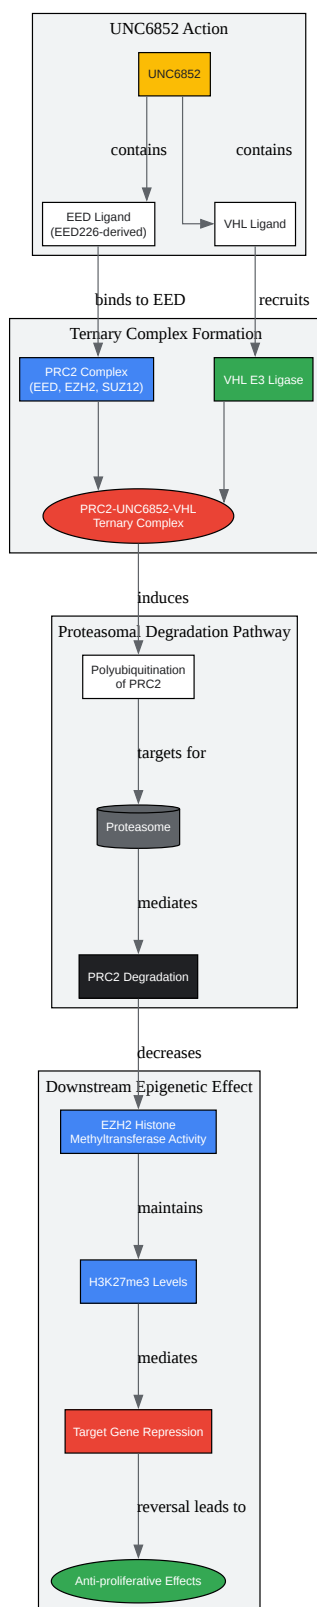 UNC6852 Action
UNC6852
contains
contains
EED Ligand
(EED226-derived)
VHL Ligand
binds to EED
recruits
Ternary Complex Formation
PRC2 Complex
(EED, EZH2, SUZ12)
VHL E3 Ligase
PRC2-UNC6852-VHL
Ternary Complex
induces
Proteasomal Degradation Pathway
Polyubiquitination
of PRC2
targets for
Proteasome
mediates
PRC2 Degradation
decreases
Downstream Epigenetic Effect
EZH2 Histone
Methyltransferase Activity
maintains
H3K27me3 Levels
mediates
Target Gene Repression
reversal leads to
Anti-proliferative Effects